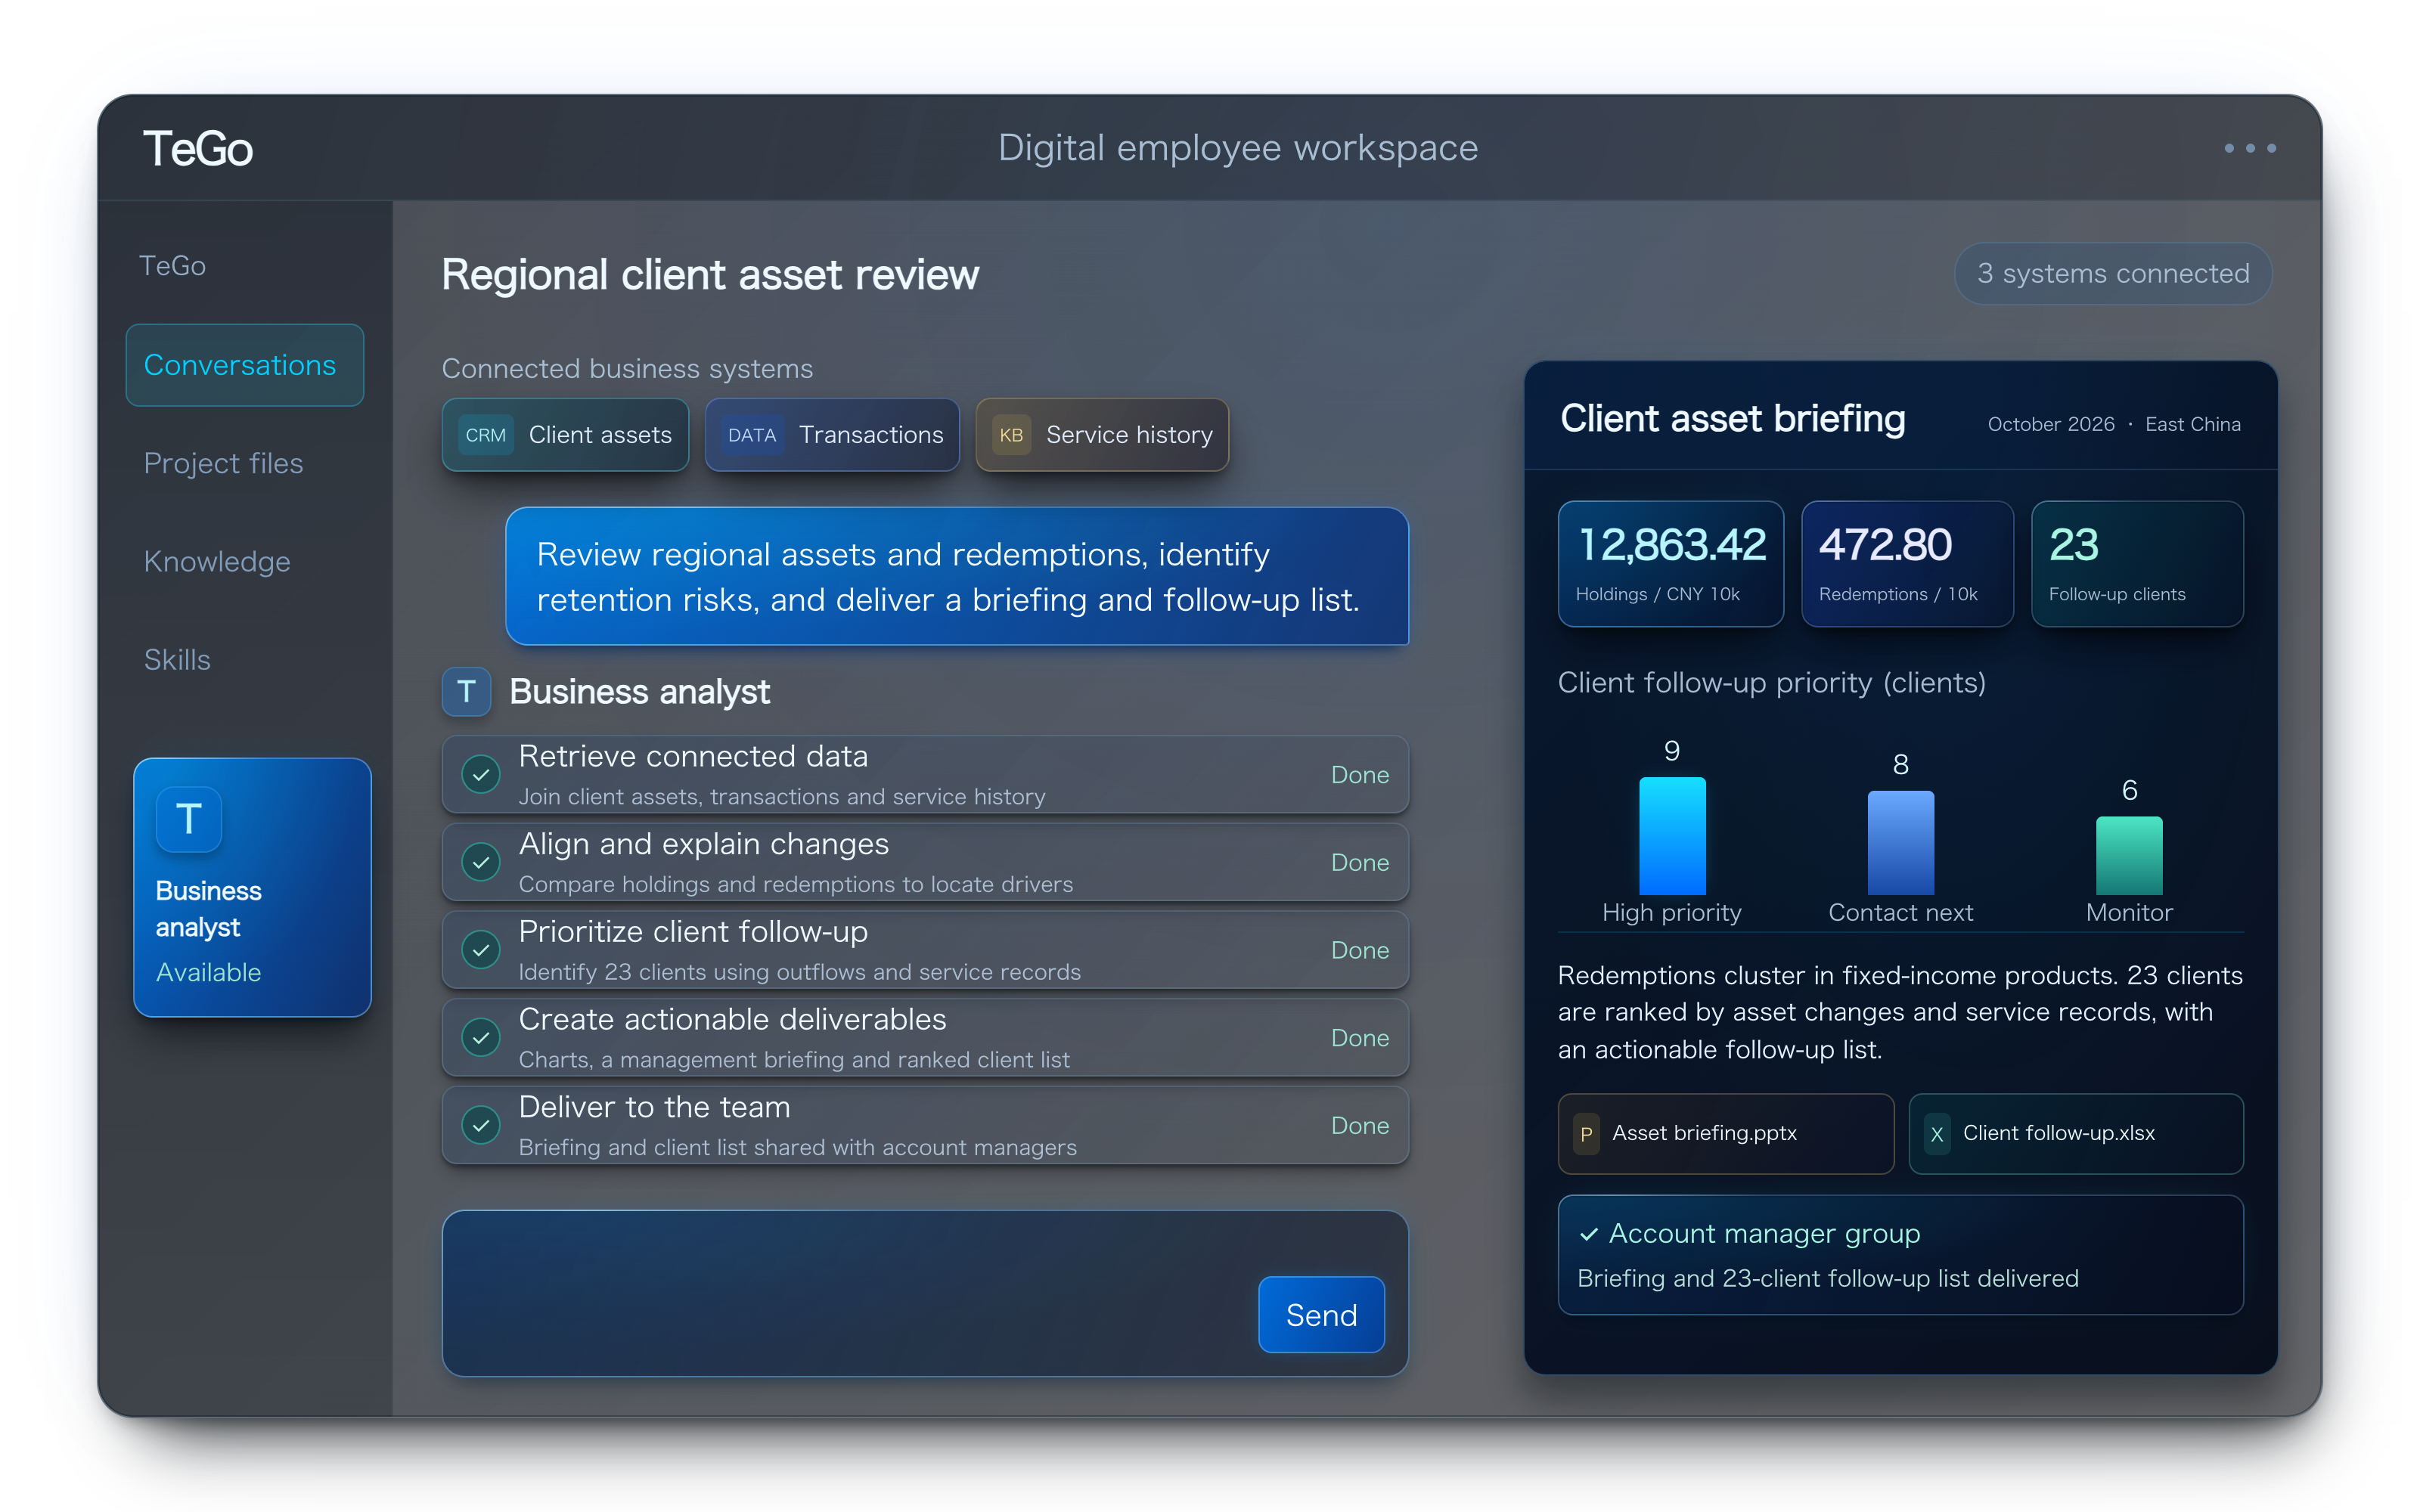 TeGo
Digital employee workspace
TeGo
Conversations
Project files
Knowledge
Skills
T
Business
analyst
Available
Regional client asset review
3 systems connected
Connected business systems
CRM Client assets
DATA Transactions
KB Service history
Review regional assets and redemptions, identify
retention risks, and deliver a briefing and follow-up list.
T Business analyst
Retrieve connected data
Join client assets, transactions and service history
Done
Align and explain changes
Compare holdings and redemptions to locate drivers
Done
Prioritize client follow-up
Identify 23 clients using outflows and service records
Done
Create actionable deliverables
Charts, a management briefing and ranked client list
Done
Deliver to the team
Briefing and client list shared with account managers
Done
Send
Client asset briefing
October 2026 · East China
12,863.42
Holdings / CNY 10k
472.80
Redemptions / 10k
23
Follow-up clients
Client follow-up priority (clients)
9
8
6
High priority
Contact next
Monitor
Redemptions cluster in fixed-income products. 23 clients
are ranked by asset changes and service records, with
an actionable follow-up list.
P Asset briefing.pptx
X Client follow-up.xlsx
✓ Account manager group
Briefing and 23-client follow-up list delivered